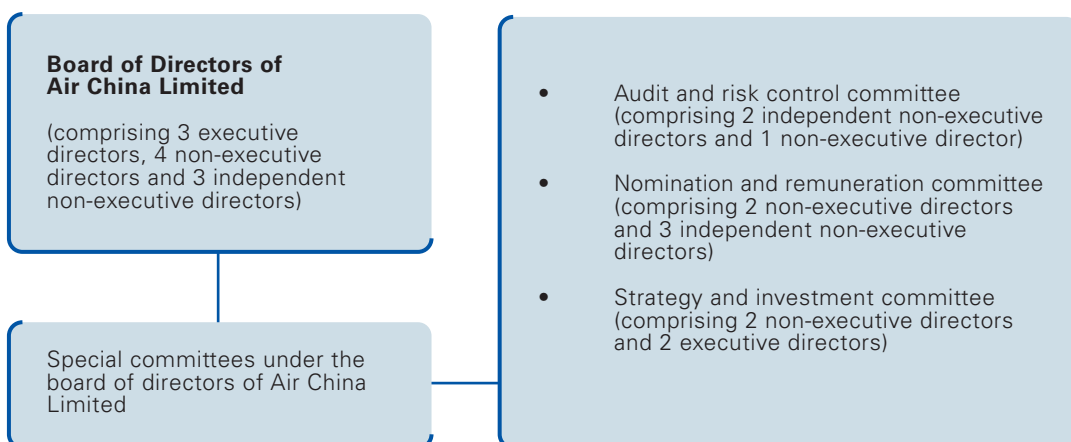 Board of Directors of
Air China Limited
(comprising 3 executive
directors, 4 non-executive
directors and 3 independent
non-executive directors)
Special committees under the
board of directors of Air China
Limited
• Audit and risk control committee
(comprising 2 independent non-executive
directors and 1 non-executive director)
• Nomination and remuneration committee
(comprising 2 non-executive directors
and 3 independent non-executive
directors)
• Strategy and investment committee
(comprising 2 non-executive directors
and 2 executive directors)